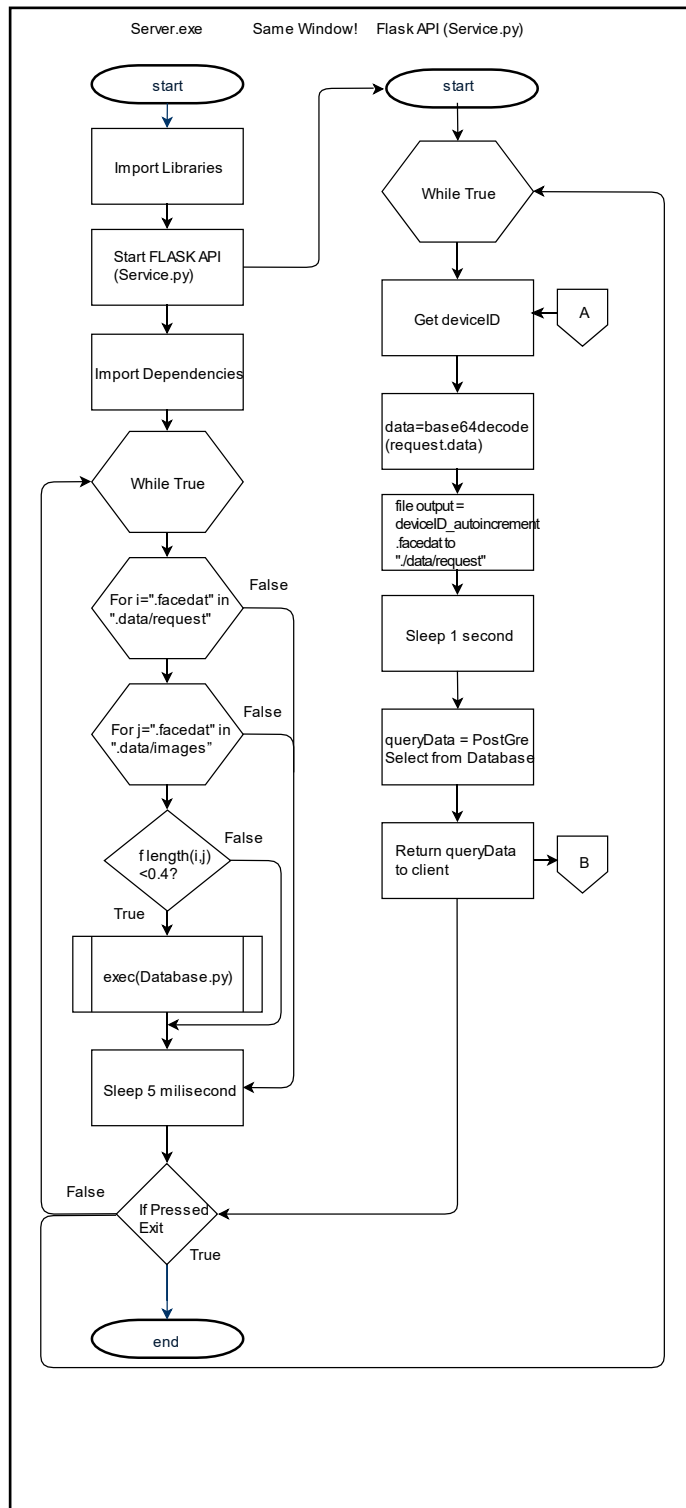 Server.exe
Same Window!
Flask API (Service.py)
start
Import Libraries
Start FLASK API
(Service.py)
Import Dependencies
While True
For i=".facedat" in
".data/request"
False
For j=".facedat" in
".data/images"
False
f length(i,j)
<0.4?
False
True
exec(Database.py)
Sleep 5 milisecond
If Pressed
Exit
False
True
end
start
While True
Get deviceID
A
data=base64decode
(request.data)
file output =
deviceID_autoincrement
.facedat to
"./data/request"
Sleep 1 second
queryData = PostGre
Select from Database
Return queryData
to client
B